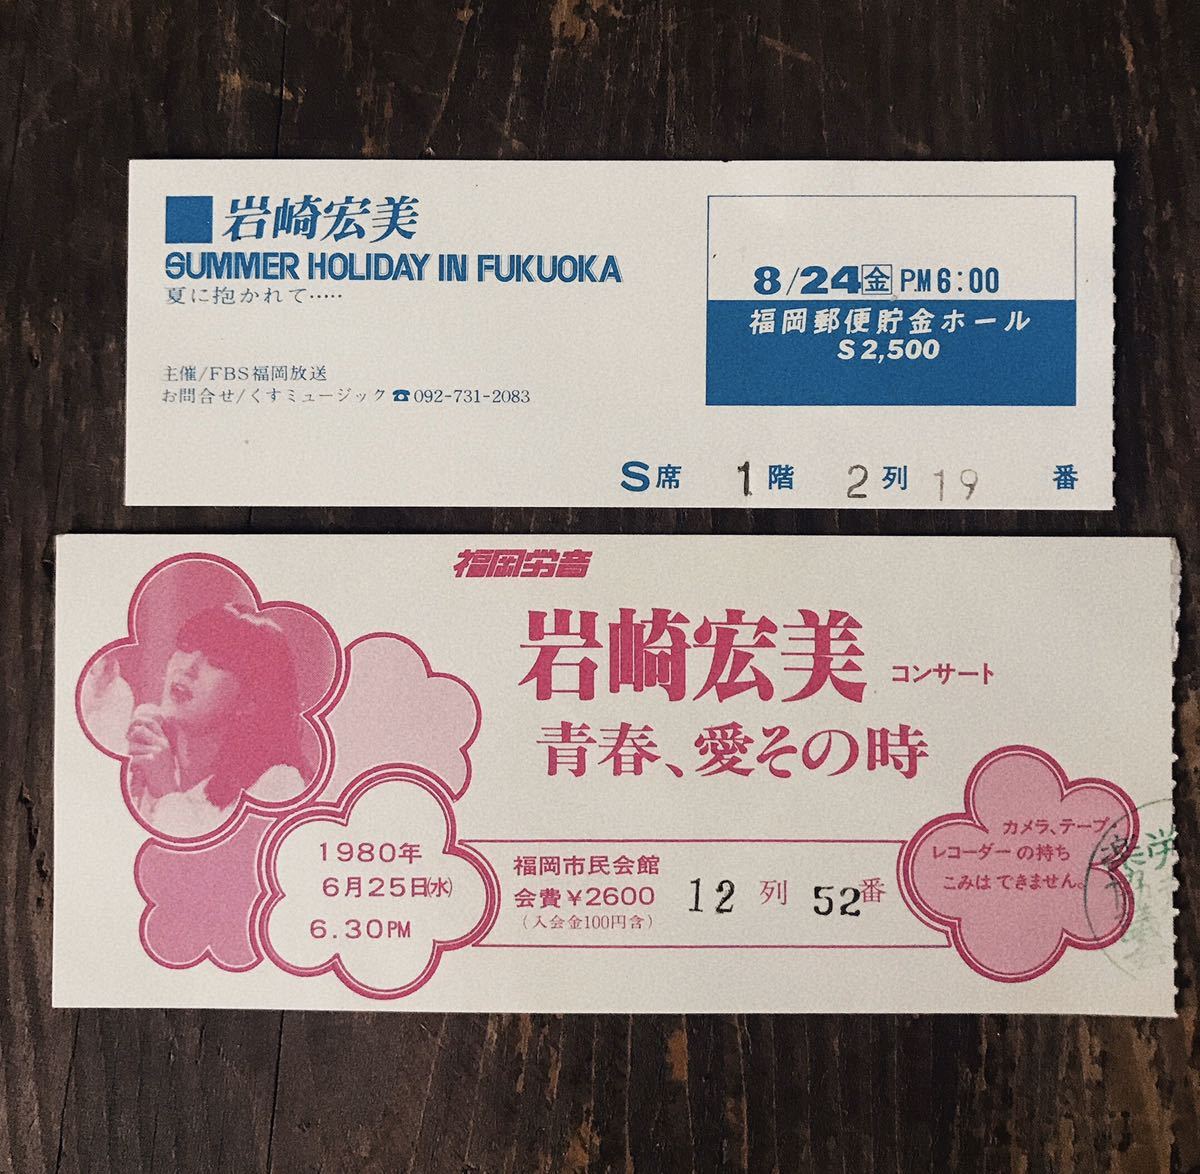 岩崎宏美
SUMMER HOLIDAY IN FUKUOKA
夏に抱かれて‥‥‥
主催/FBS福岡放送
お問合せ/くすミュージック☎092-731-2083
8/24金 PM6:00
福岡郵便貯金ホール
S2,500
S席 1階 2列 19番
福岡労音
岩崎宏美 コンサート
青春、愛その時
1980年
6月25日(水)
6.30PM
福岡市民会館
会費¥2600
(入会金100円含)
12列 52番
カメラ、テープ
レコーダーの持ち
こみはできません。